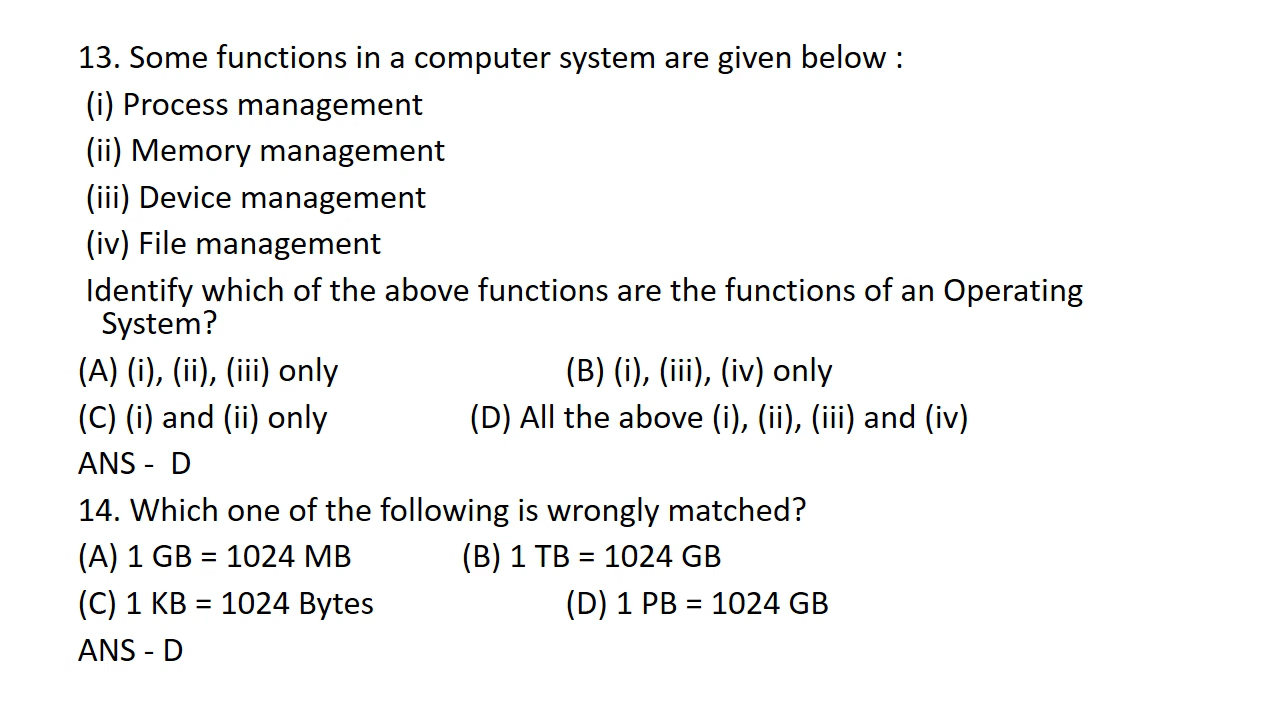 13. Some functions in a computer system are given below :
(i) Process management
(ii) Memory management
(iii) Device management
(iv) File management
Identify which of the above functions are the functions of an Operating
System?
(A) (i), (ii), (iii) only (B) (i), (iii), (iv) only
(C) (i) and (ii) only (D) All the above (i), (ii), (iii) and (iv)
ANS - D
14. Which one of the following is wrongly matched?
(A) 1 GB = 1024 MB (B) 1 TB = 1024 GB
(C) 1 KB = 1024 Bytes (D) 1 PB = 1024 GB
ANS - D